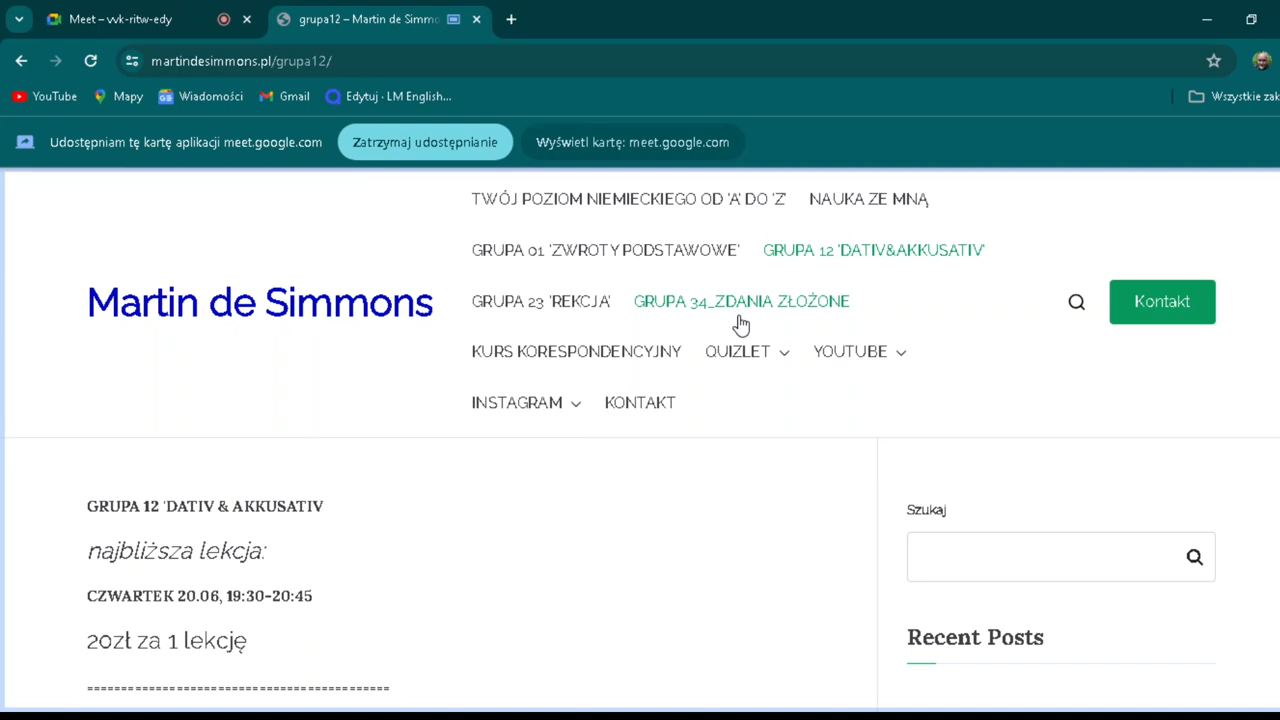 Meet – vvk-ritw-edy
grupa12 – Martin de Simmo
martindesimmons.pl/grupa12/
YouTube Mapy Wiadomości Gmail Edytuj · LM English... Wszystkie zak
Udostępniam tę kartę aplikacji meet.google.com Zatrzymaj udostępnianie Wyświetl kartę: meet.google.com
TWÓJ POZIOM NIEMIECKIEGO OD 'A' DO 'Z' NAUKA ZE MNĄ
GRUPA 01 'ZWROTY PODSTAWOWE' GRUPA 12 'DATIV&AKKUSATIV'
Martin de Simmons
GRUPA 23 'REKCJA' GRUPA 34_ZDANIA ZŁOŻONE
Kontakt
KURS KORESPONDENCYJNY QUIZLET YOUTUBE
INSTAGRAM KONTAKT
GRUPA 12 'DATIV & AKKUSATIV
najbliższa lekcja:
CZWARTEK 20.06, 19:30-20:45
20zł za 1 lekcję
=========================================
Szukaj
Recent Posts